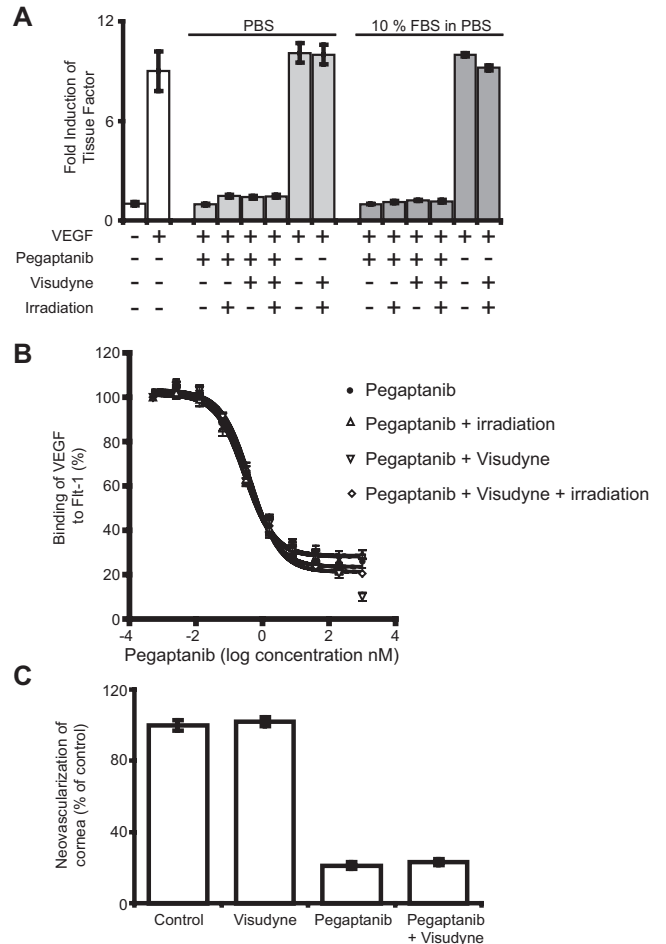 A
PBS
10 % FBS in PBS
12
6
0
Fold Induction of
Tissue Factor
VEGF – + + + + + + + + + + + + +
Pegaptanib + + + + – – + + + + – –
Visudyne – – + + – + – – + + – +
Irradiation – + – + – + – + – + – +
B
120
100
80
60
40
20
0
Binding of VEGF
to Flt-1 (%)
-4 -2 0 2 4
Pegaptanib (log concentration nM)
Pegaptanib
Pegaptanib + irradiation
Pegaptanib + Visudyne
Pegaptanib + Visudyne + irradiation
C
120
80
40
0
Neovascularization of
cornea (% of control)
Control Visudyne Pegaptanib Pegaptanib
+ Visudyne